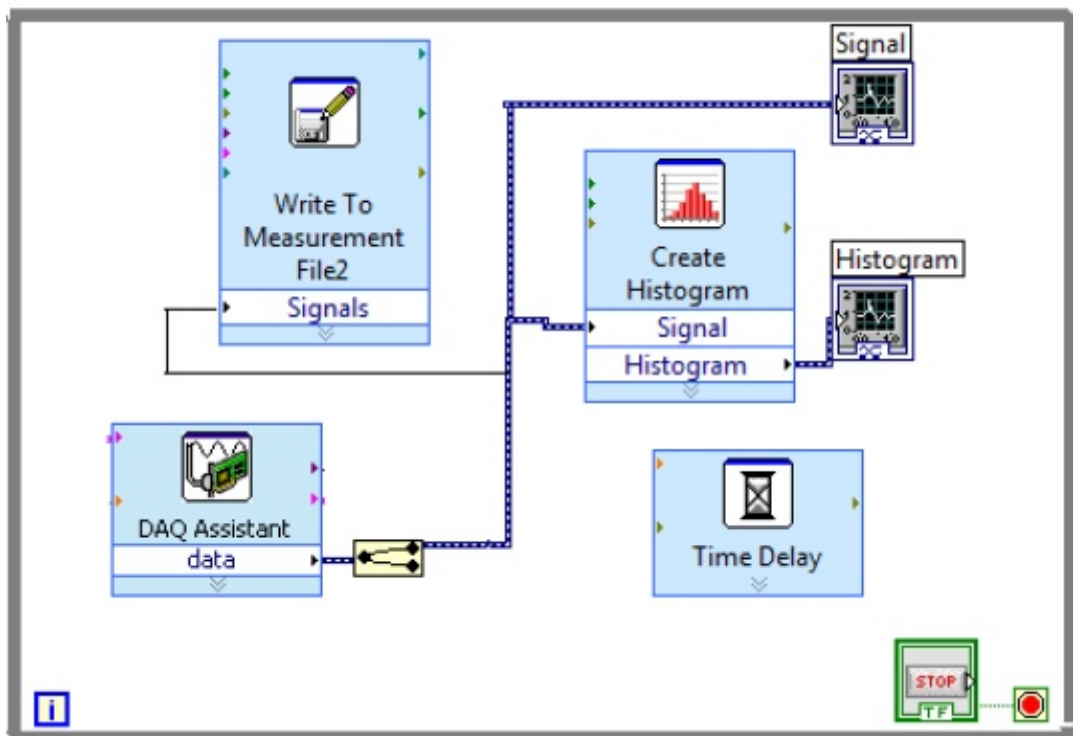 Signal
Write To
Measurement
File2
Signals
Create
Histogram
Signal
Histogram
Histogram
DAQ Assistant
data
Time Delay
STOP
TF
i